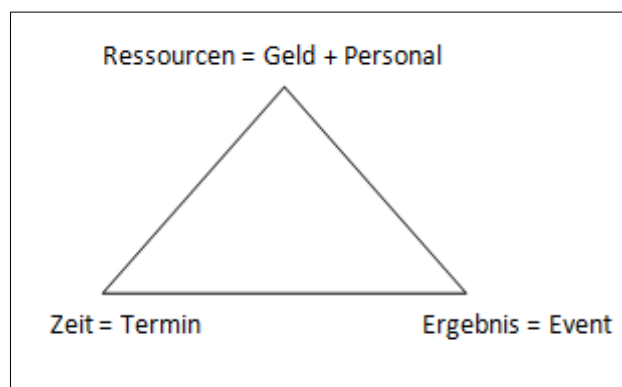 Ressourcen = Geld + Personal
Zeit = Termin
Ergebnis = Event